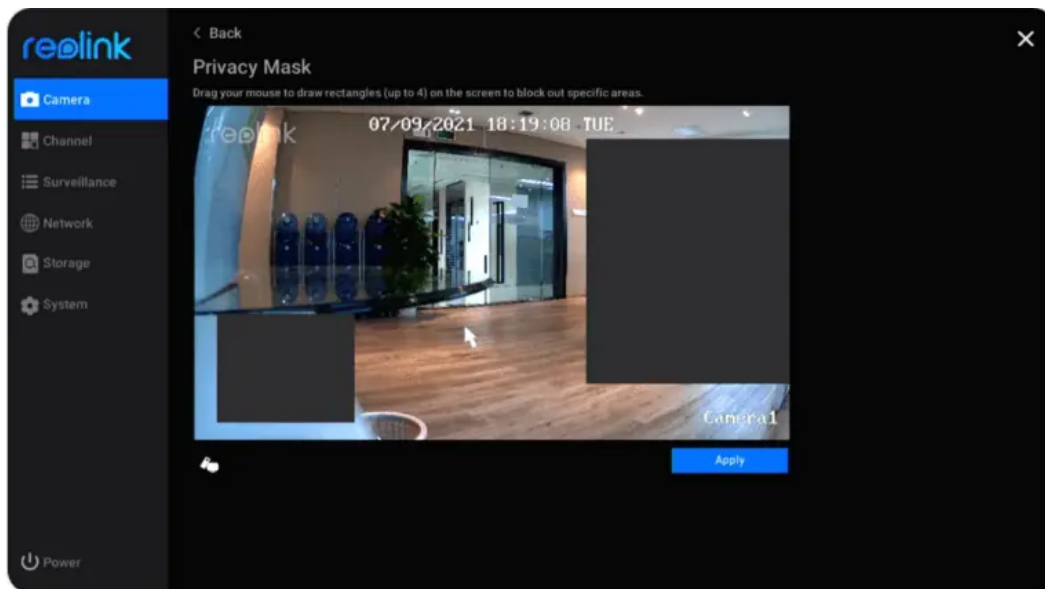 reolink
Back
Privacy Mask
Drag your mouse to draw rectangles (up to 4) on the screen to block out specific areas.
Camera
Channel
Surveillance
Network
Storage
System
Power
reolink
07/09/2021 18:19:08 TUE
Camera1
Apply